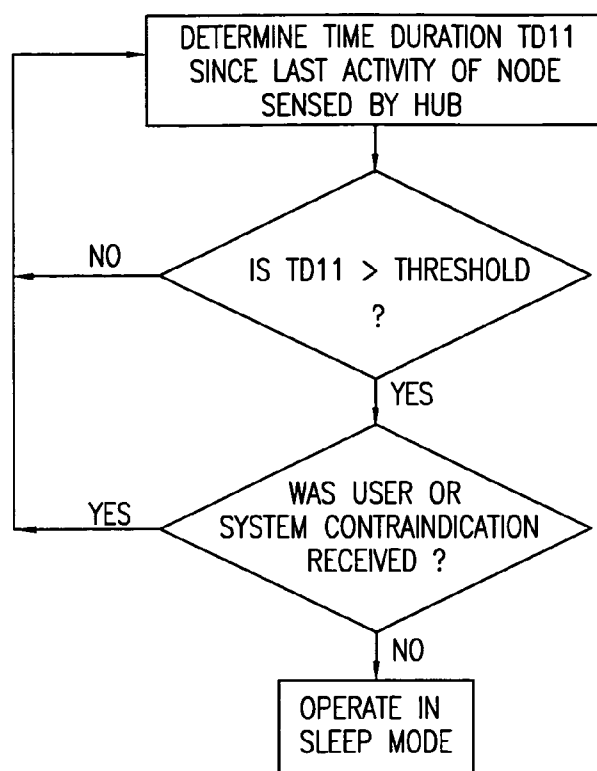 DETERMINE TIME DURATION TD11
SINCE LAST ACTIVITY OF NODE
SENSED BY HUB
NO
IS TD11 > THRESHOLD
?
YES
YES
WAS USER OR
SYSTEM CONTRAINDICATION
RECEIVED ?
NO
OPERATE IN
SLEEP MODE